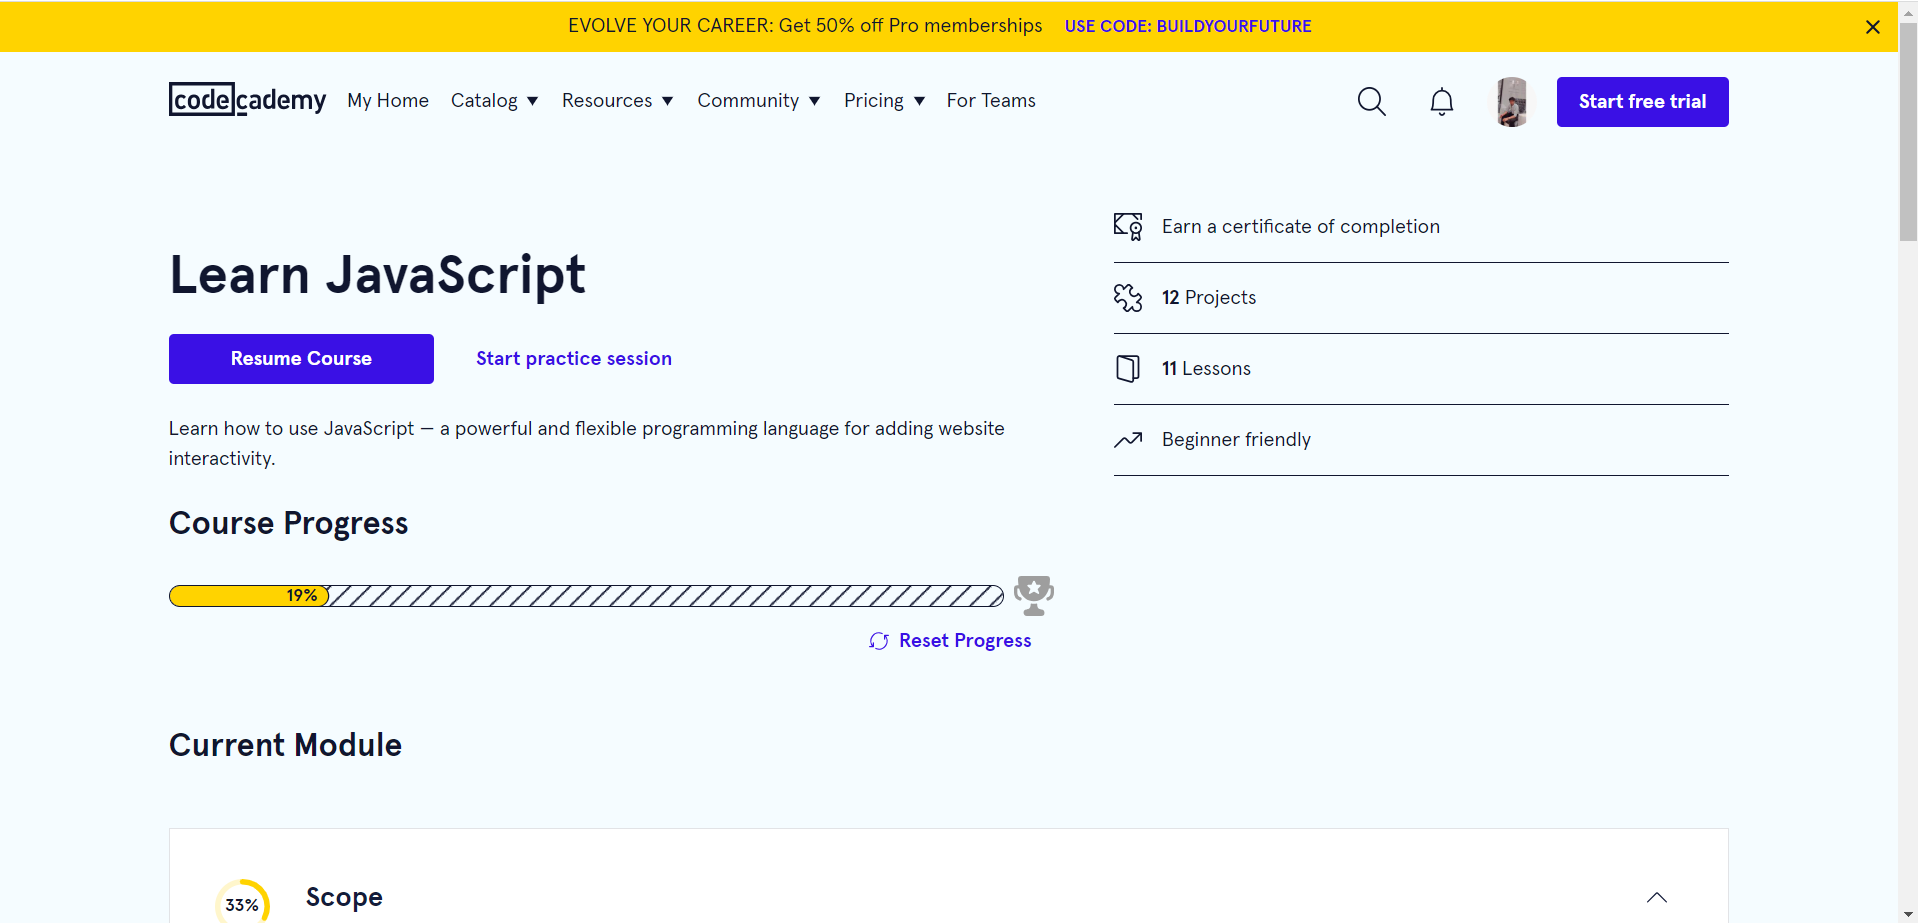 EVOLVE YOUR CAREER: Get 50% off Pro memberships USE CODE: BUILDYOURFUTURE
codecademy My Home Catalog Resources Community Pricing For Teams Start free trial
Learn JavaScript
Resume Course Start practice session
Learn how to use JavaScript — a powerful and flexible programming language for adding website
interactivity.
Course Progress
19%
Reset Progress
Earn a certificate of completion
12 Projects
11 Lessons
Beginner friendly
Current Module
33% Scope